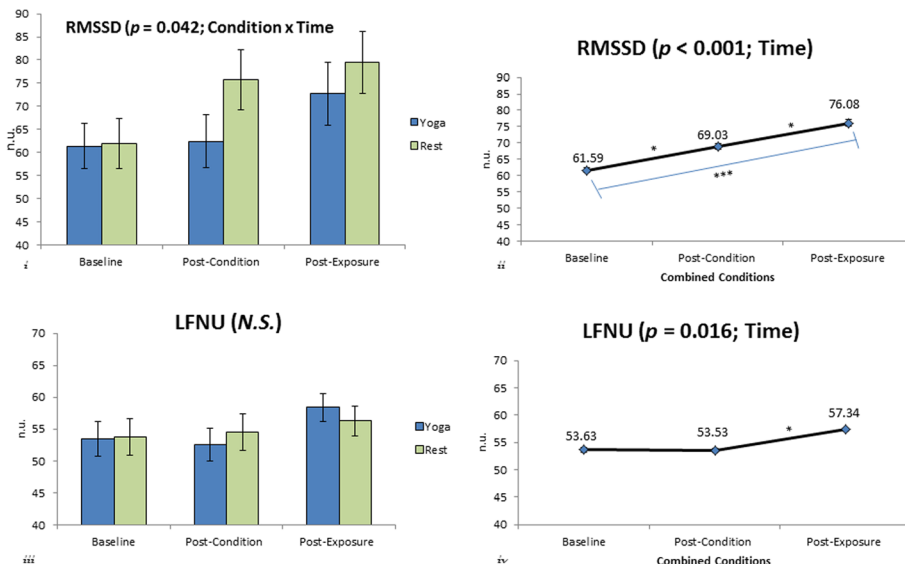 RMSSD (p = 0.042; Condition x Time
90
85
80
75
70
65
60
55
50
45
40
n.u.
Baseline
Post-Condition
Post-Exposure
Yoga
Rest
i
RMSSD (p < 0.001; Time)
90
85
80
75
70
65
60
55
50
45
40
n.u.
61.59
*
69.03
*
76.08
***
Baseline
Post-Condition
Post-Exposure
Combined Conditions
ii
LFNU (N.S.)
70
65
60
55
50
45
40
n.u.
Baseline
Post-Condition
Post-Exposure
Yoga
Rest
iii
LFNU (p = 0.016; Time)
70
65
60
55
50
45
40
n.u.
53.63
53.53
*
57.34
Baseline
Post-Condition
Post-Exposure
Combined Conditions
iv